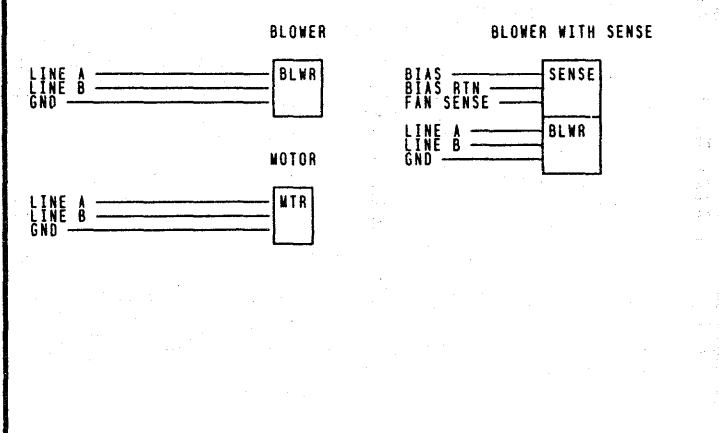 BLOWER
LINE A
LINE B
GND
BLWR
MOTOR
LINE A
LINE B
GND
MTR
BLOWER WITH SENSE
BIAS
BIAS RTN
FAN SENSE
SENSE
LINE A
LINE B
GND
BLWR